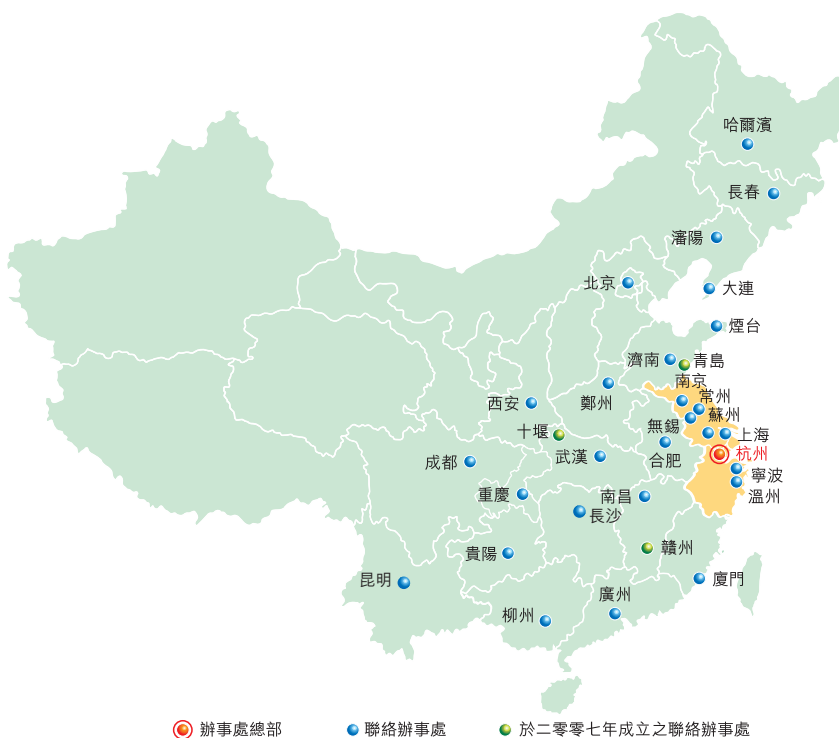 哈爾濱
長春
瀋陽
北京
大連
煙台
濟南
青島
南京
鄭州
常州
西安
蘇州
無錫
十堰
上海
杭州
武漢
合肥
成都
寧波
重慶
南昌
溫州
長沙
貴陽
贛州
昆明
廈門
廣州
柳州
辦事處總部
聯絡辦事處
於二零零七年成立之聯絡辦事處